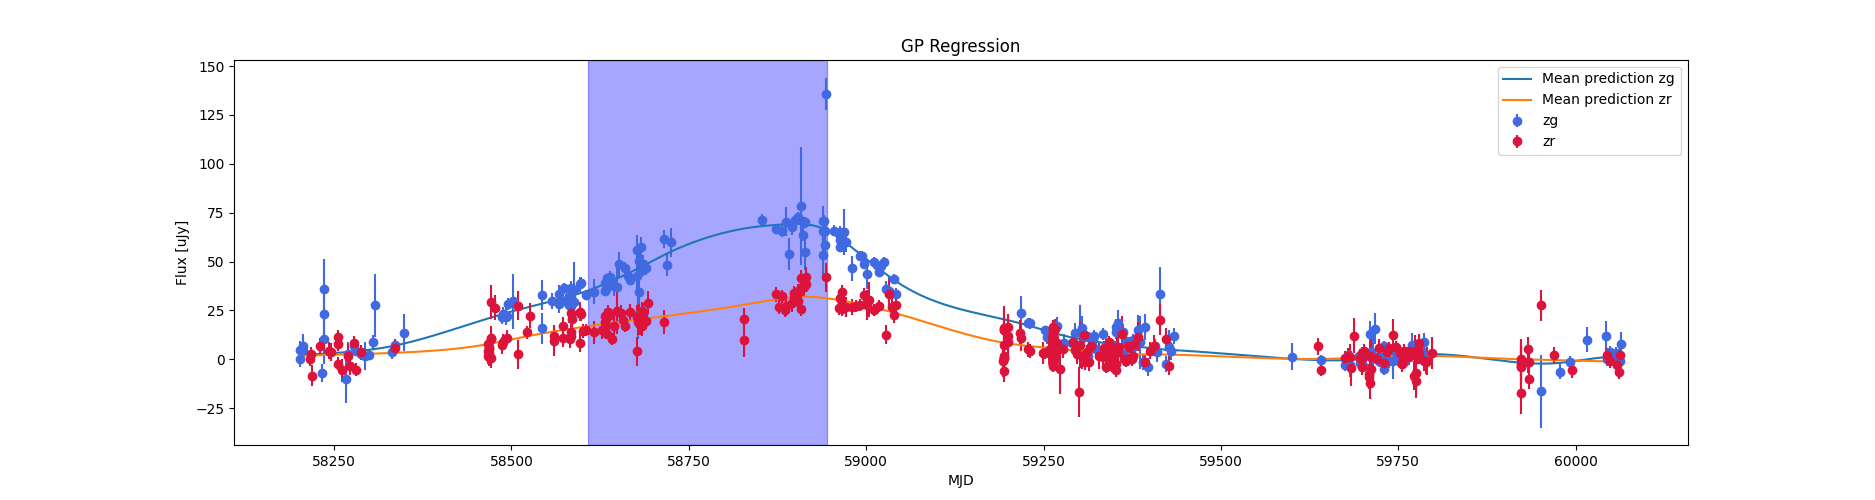 GP Regression
150
125
100
75
50
25
0
−25
Flux [uJy]
58250
58500
58750
59000
59250
59500
59750
60000
MJD
Mean prediction zg
Mean prediction zr
zg
zr